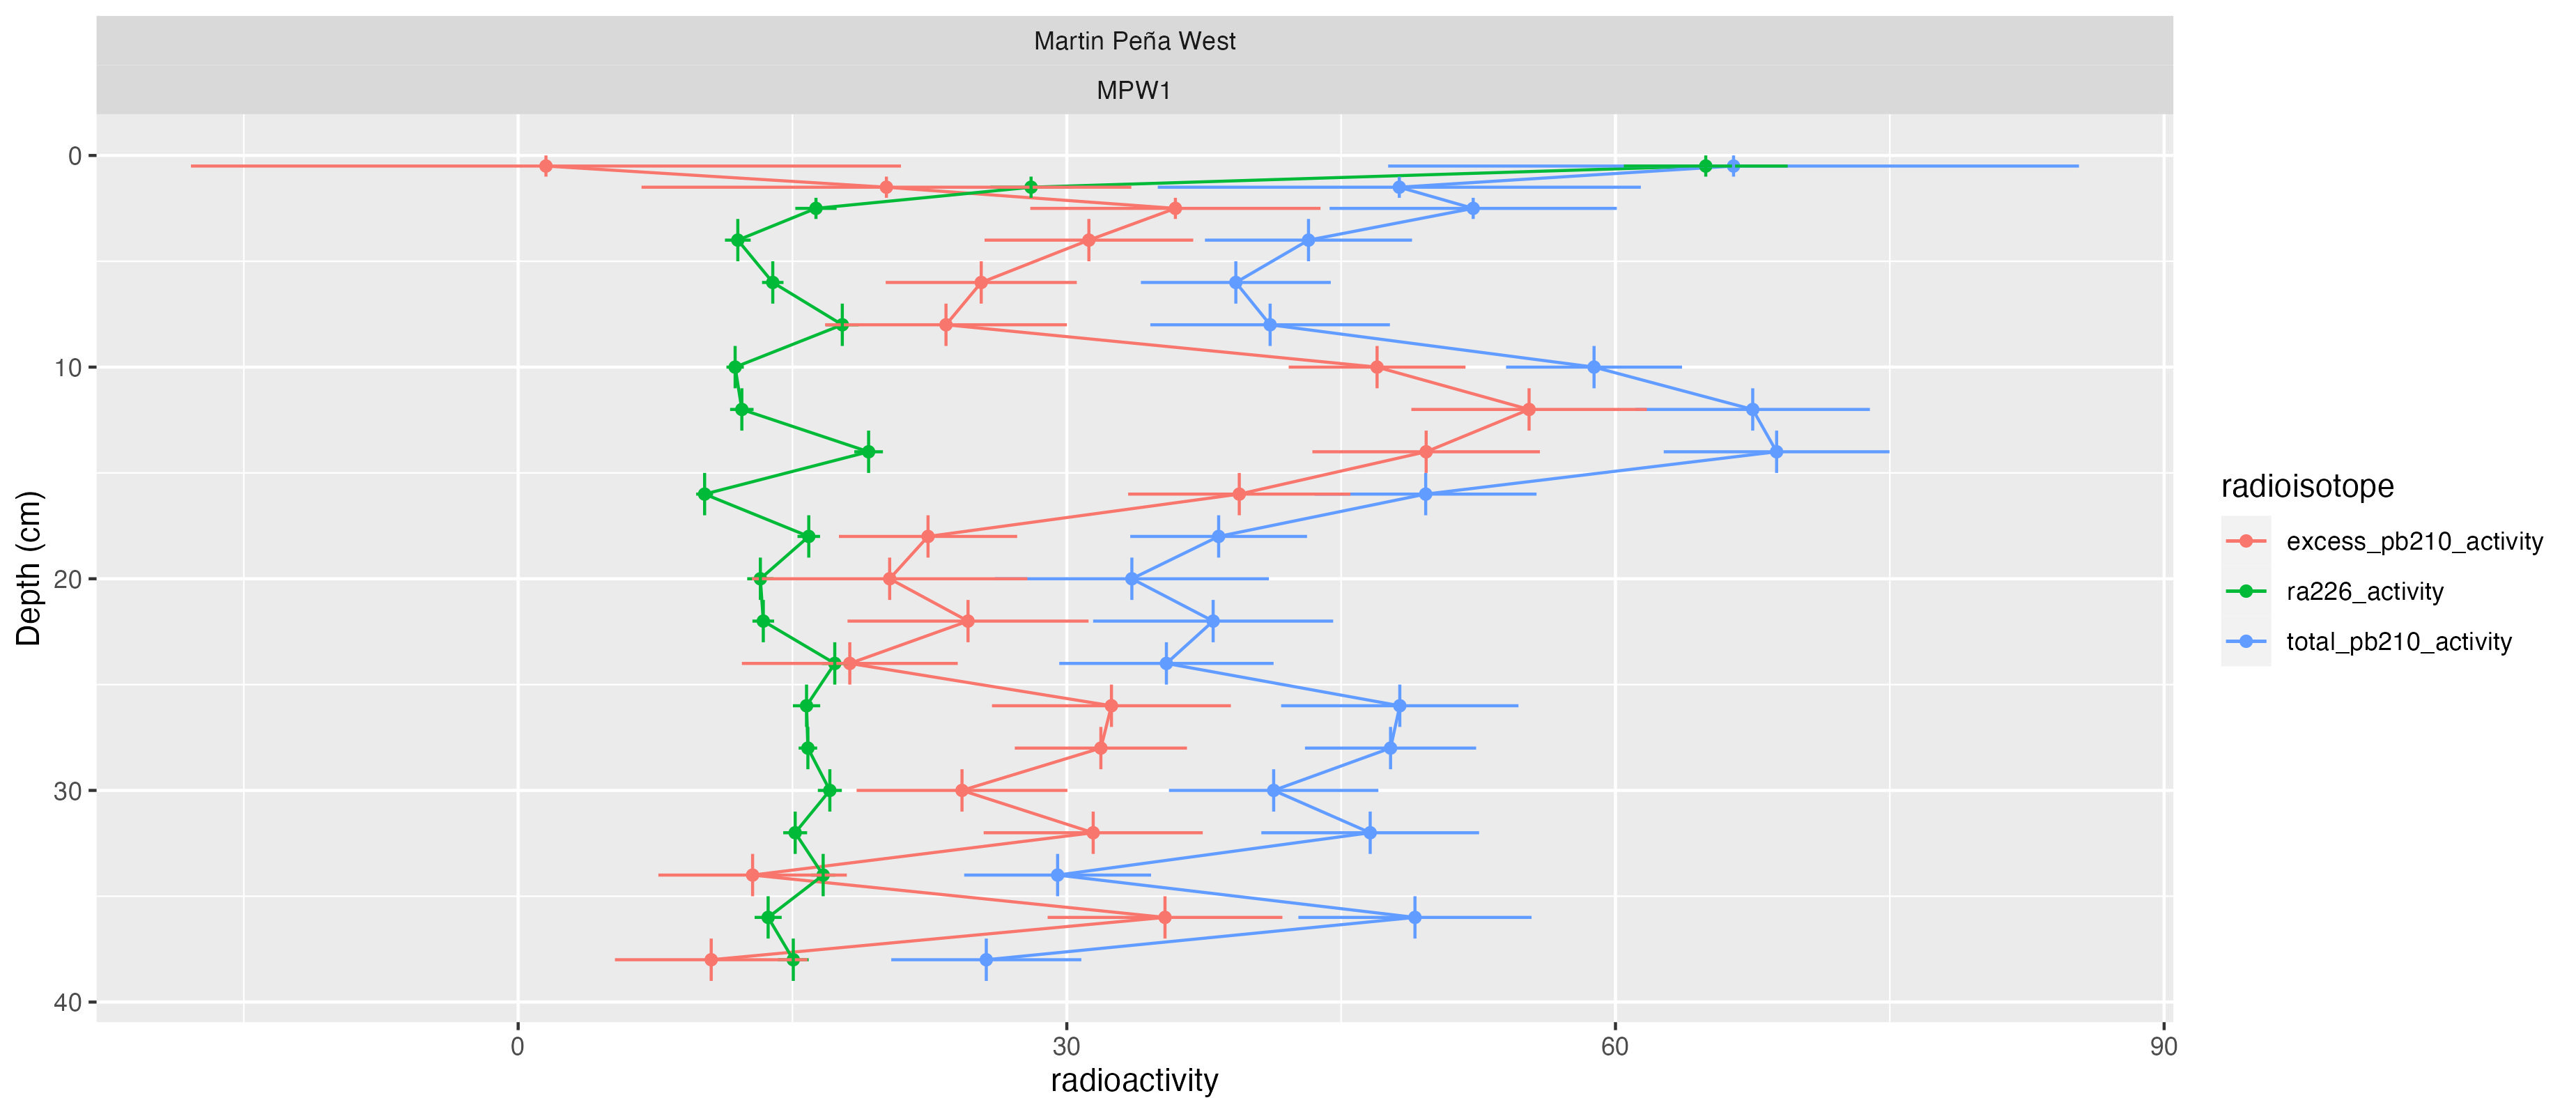 Martin Peña West
MPW1
0
10
20
30
40
Depth (cm)
0 30 60 90
radioactivity
radioisotope
excess_pb210_activity
ra226_activity
total_pb210_activity